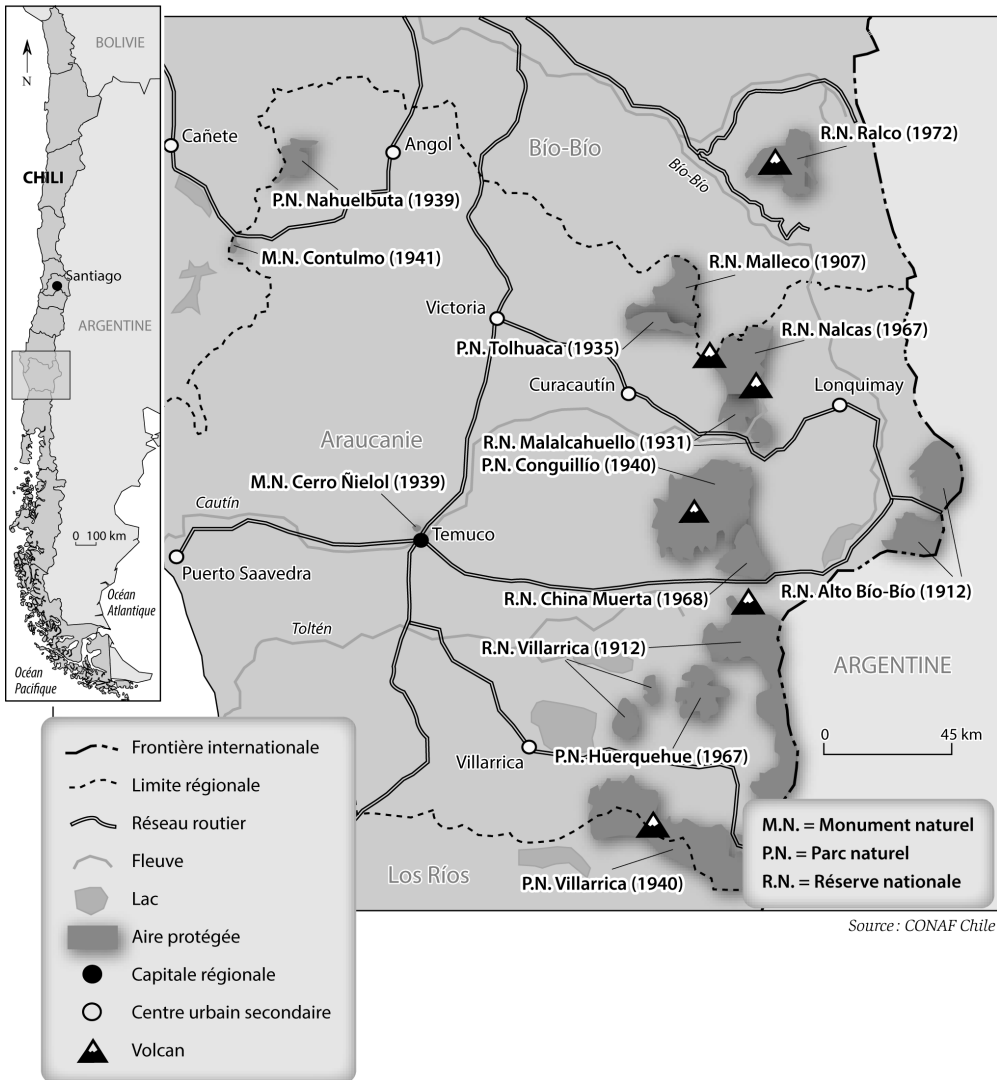 BOLIVIE
N
CHILI
Santiago
ARGENTINE
0 100 km
Océan
Atlantique
Océan
Pacifique
Cañete
Angol
Bío-Bío
Bío-Bío
R.N. Ralco (1972)
P.N. Nahuelbuta (1939)
M.N. Contulmo (1941)
R.N. Malleco (1907)
Victoria
R.N. Nalcas (1967)
P.N. Tolhuaca (1935)
Curacautín
Lonquimay
Araucanie
R.N. Malalcahuello (1931)
P.N. Conguillío (1940)
M.N. Cerro Ñielol (1939)
Cautín
Temuco
Puerto Saavedra
R.N. China Muerta (1968)
R.N. Alto Bío-Bío (1912)
Toltén
R.N. Villarrica (1912)
ARGENTINE
0 45 km
Villarrica
P.N. Huerquehue (1967)
Los Ríos
P.N. Villarrica (1940)
M.N. = Monument naturel
P.N. = Parc naturel
R.N. = Réserve nationale
Source : CONAF Chile
Frontière internationale
Limite régionale
Réseau routier
Fleuve
Lac
Aire protégée
Capitale régionale
Centre urbain secondaire
Volcan